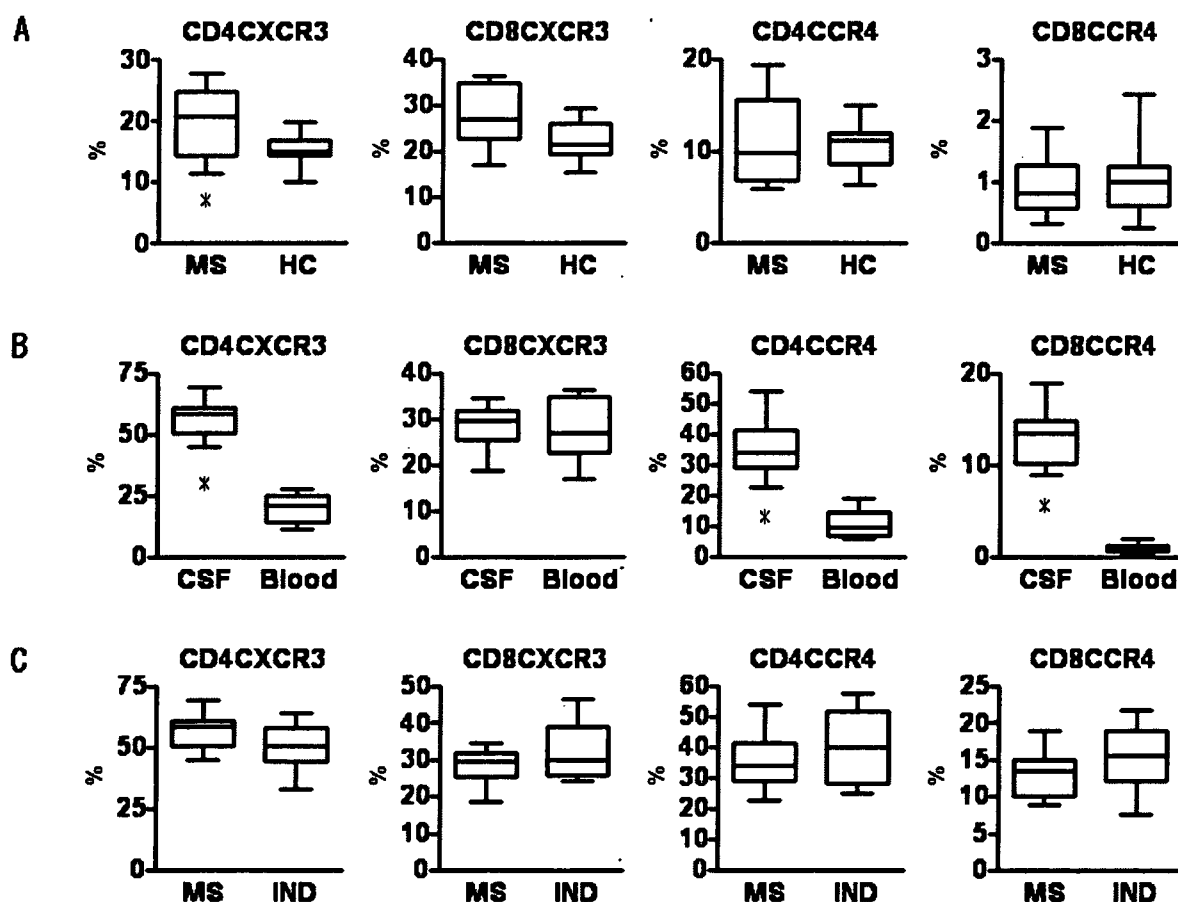 A
CD4CXCR3
%
30
20
10
0
*
MS HC
CD8CXCR3
%
40
30
20
10
0
MS HC
CD4CCR4
%
20
10
0
MS HC
CD8CCR4
%
3
2
1
0
MS HC
B
CD4CXCR3
%
75
50
25
0
*
CSF Blood
CD8CXCR3
%
40
30
20
10
0
CSF Blood
CD4CCR4
%
60
50
40
30
20
10
0
*
CSF Blood
CD8CCR4
%
20
10
0
*
CSF Blood
C
CD4CXCR3
%
75
50
25
0
MS IND
CD8CXCR3
%
50
40
30
20
10
0
MS IND
CD4CCR4
%
60
50
40
30
20
10
0
MS IND
CD8CCR4
%
25
20
15
10
5
0
MS IND